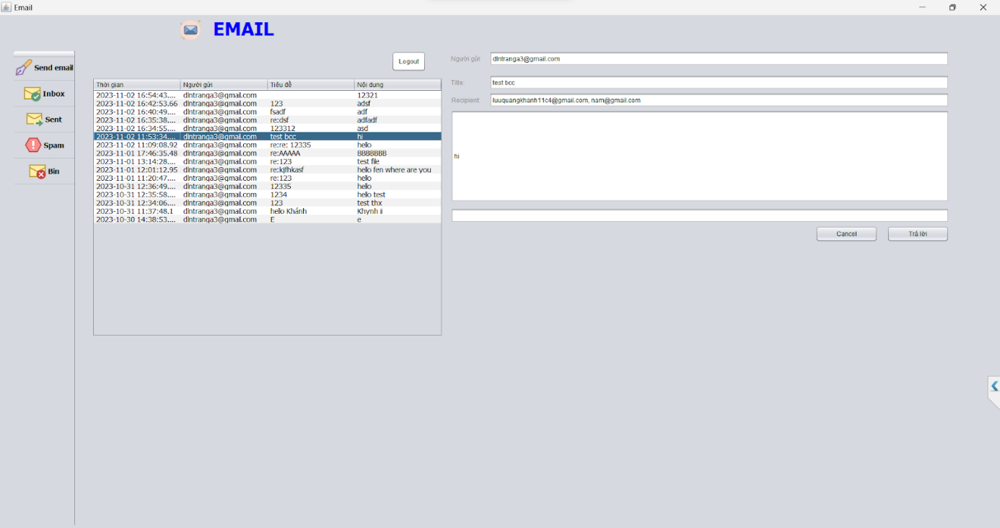 Email
EMAIL
Send email
Inbox
Sent
Spam
Bin
Logout
Thời gian Người gửi Tiêu đề Nội dung
2023-11-02 16:54:43.... dlntranga3@gmail.com 12321
2023-11-02 16:42:53.66 dlntranga3@gmail.com 123 adsf
2023-11-02 16:40:49.... dlntranga3@gmail.com fsadf adf
2023-11-02 16:35:38.... dlntranga3@gmail.com re:dsf adfadf
2023-11-02 16:34:55.... dlntranga3@gmail.com 123312 asd
2023-11-02 11:53:34.... dlntranga3@gmail.com test bcc hi
2023-11-02 11:09:08.92 dlntranga3@gmail.com re:re: 12335 hello
2023-11-01 17:46:35.48 dlntranga3@gmail.com re:AAAAA BBBBBBB
2023-11-01 13:14:28.... dlntranga3@gmail.com re:123 test file
2023-11-01 12:01:12.95 dlntranga3@gmail.com re:kjfhkasf hello fen where are you
2023-11-01 11:20:47.... dlntranga3@gmail.com re:123 hello
2023-10-31 12:36:49.... dlntranga3@gmail.com 12335 hello
2023-10-31 12:35:58.... dlntranga3@gmail.com 1234 hello test
2023-10-31 12:34:06.... dlntranga3@gmail.com 123 test thx
2023-10-31 11:37:48.1 dlntranga3@gmail.com hello Khánh Khynh ii
2023-10-30 14:38:53.... dlntranga3@gmail.com E e
Người gửi dlntranga3@gmail.com
Title: test bcc
Recipient: luuquangkhanh11c4@gmail.com, nam@gmail.com
hi
Cancel
Trả lời